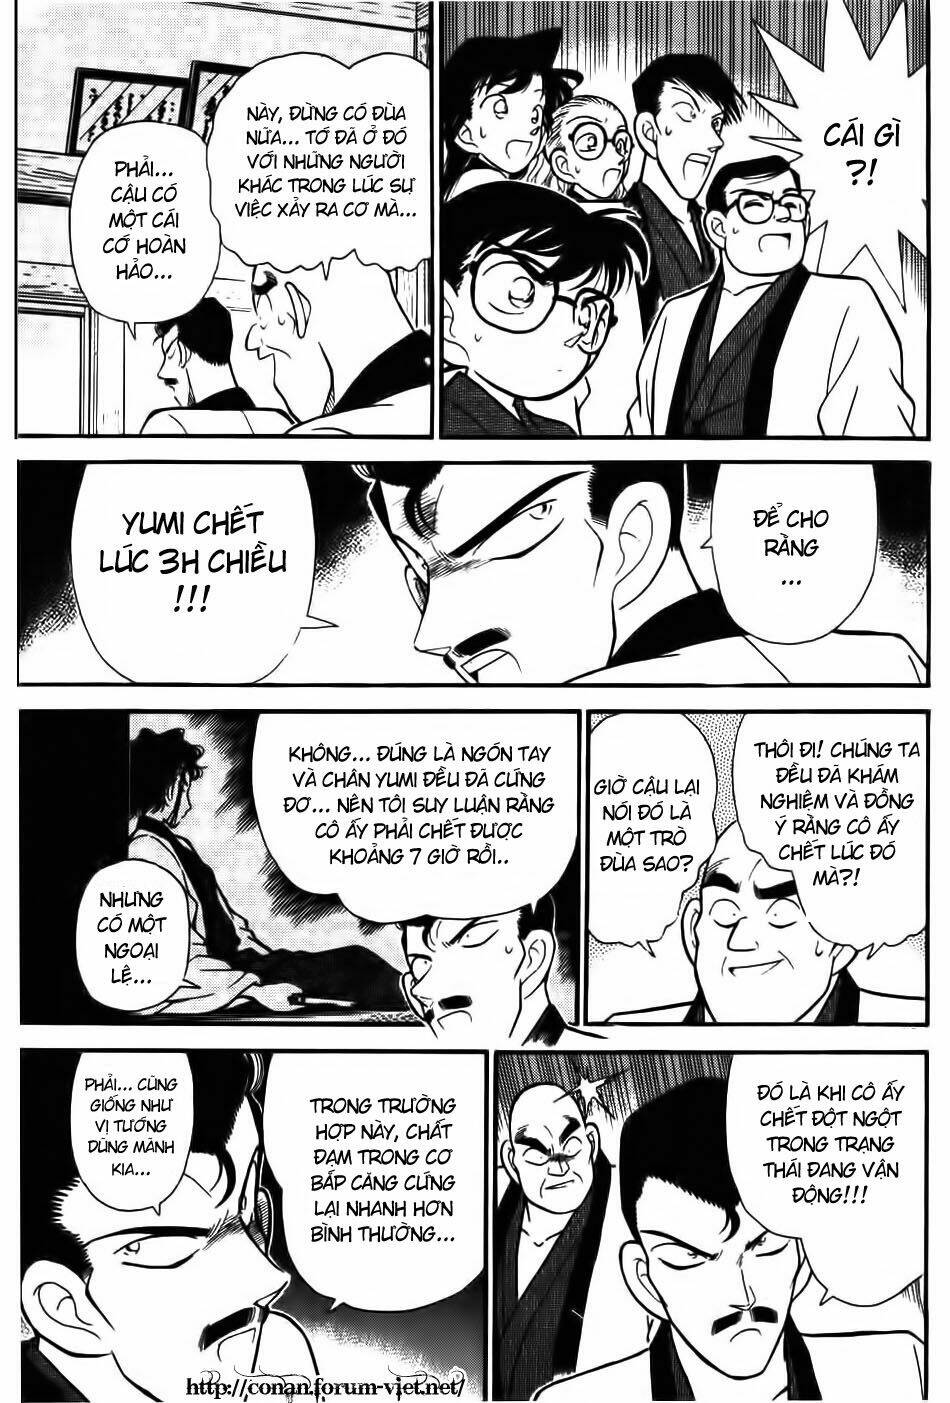 CÁI GÌ
?!
NÀY, ĐỪNG CÓ ĐÙA
NỮA... TỚ ĐÃ Ở ĐÓ
VỚI NHỮNG NGƯỜI
KHÁC TRONG LÚC SỰ
VIỆC XẢY RA CƠ MÀ...
PHẢI...
CẬU CÓ
MỘT CÁI
CỚ HOÀN
HẢO...
ĐỂ CHO
RẰNG
...
YUMI CHẾT
LÚC 3H CHIỀU
!!!
THÔI ĐI! CHÚNG TA
ĐỀU ĐÃ KHÁM
NGHIỆM VÀ ĐỒNG
Ý RẰNG CÔ ẤY
CHẾT LÚC ĐÓ
MÀ?!
GIỜ CẬU LẠI
NÓI ĐÓ LÀ
MỘT TRÒ
ĐÙA SAO?
KHÔNG... ĐÚNG LÀ NGÓN TAY
VÀ CHÂN YUMI ĐỀU ĐÃ CỨNG
ĐƠ... NÊN TÔI SUY LUẬN RẰNG
CÔ ẤY PHẢI CHẾT ĐƯỢC
KHOẢNG 7 GIỜ RỒI..
NHƯNG
CÓ MỘT
NGOẠI
LỆ...
ĐÓ LÀ KHI CÔ ẤY
CHẾT ĐỘT NGỘT
TRONG TRẠNG
THÁI ĐANG VẬN
ĐỘNG!!!
TRONG TRƯỜNG
HỢP NÀY, CHẤT
ĐẠM TRONG CƠ
BẮP CĂNG CỨNG
LẠI NHANH HƠN
BÌNH THƯỜNG...
PHẢI... CŨNG
GIỐNG NHƯ
VỊ TƯỚNG
DŨNG MÃNH
KIA...
http://conan.forum-viet.net/